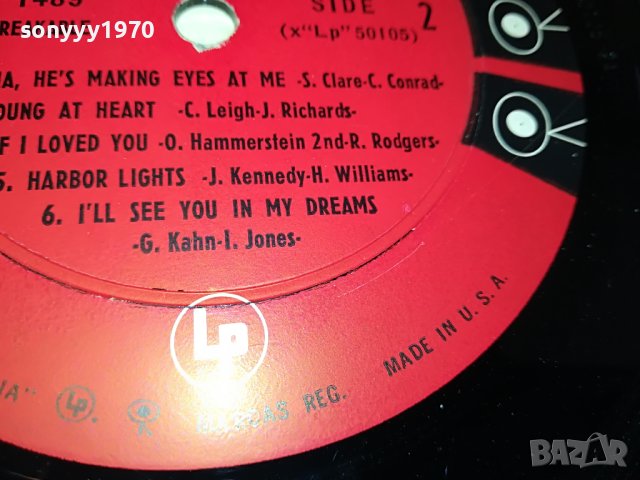 sonyyy1970
SIDE 2
(x"Lp" 50105)
HE'S MAKING EYES AT ME -S. Clare-C. Conrad-
AT HEART -C. Leigh-J. Richards-
I LOVED YOU -O. Hammerstein 2nd-R. Rodgers-
5. HARBOR LIGHTS -J. Kennedy-H. Williams-
6. I'LL SEE YOU IN MY DREAMS
-G. Kahn-I. Jones-
Lp
Lp. MARCAS REG. MADE IN U. S. A.
BAZAR